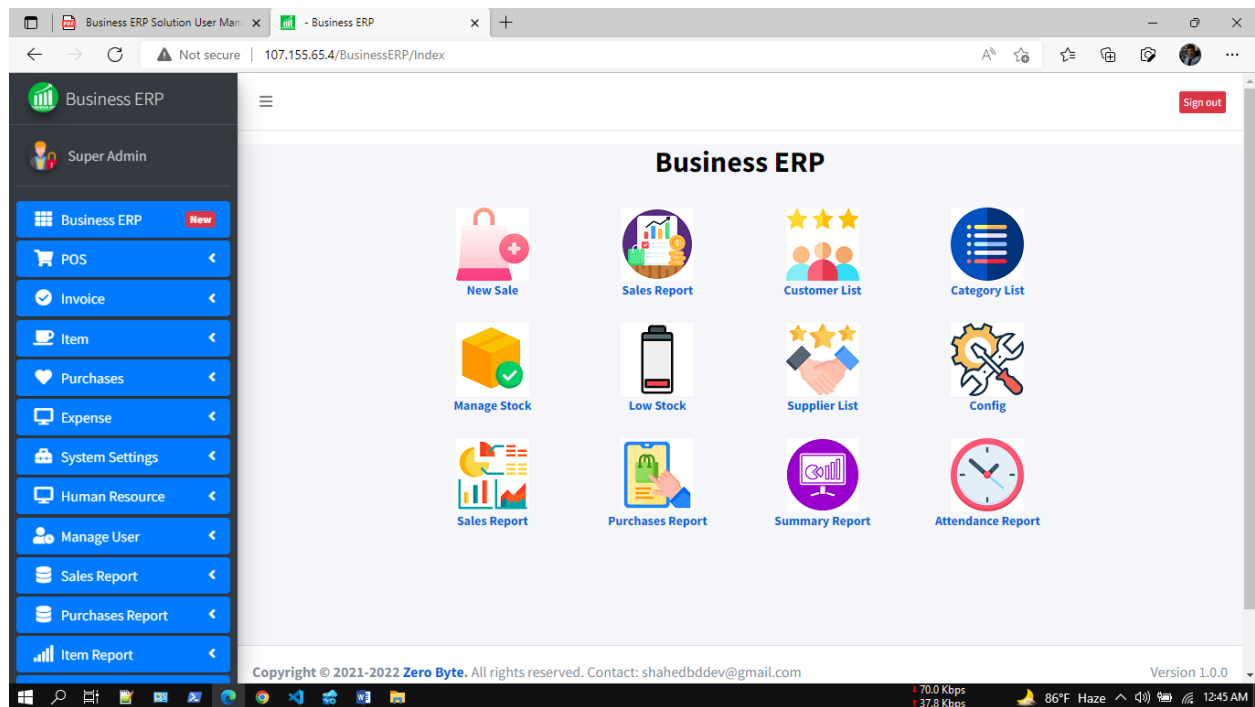 Business ERP Solution User Man
- Business ERP
Not secure
107.155.65.4/BusinessERP/Index
Business ERP
Sign out
Super Admin
Business ERP
Business ERP New
POS
Invoice
Item
Purchases
Expense
System Settings
Human Resource
Manage User
Sales Report
Purchases Report
Item Report
New Sale
Sales Report
Customer List
Category List
Manage Stock
Low Stock
Supplier List
Config
Sales Report
Purchases Report
Summary Report
Attendance Report
Copyright © 2021-2022 Zero Byte. All rights reserved. Contact: shahedbddev@gmail.com
Version 1.0.0
70.0 Kbps
37.8 Kbps
86°F Haze
12:45 AM